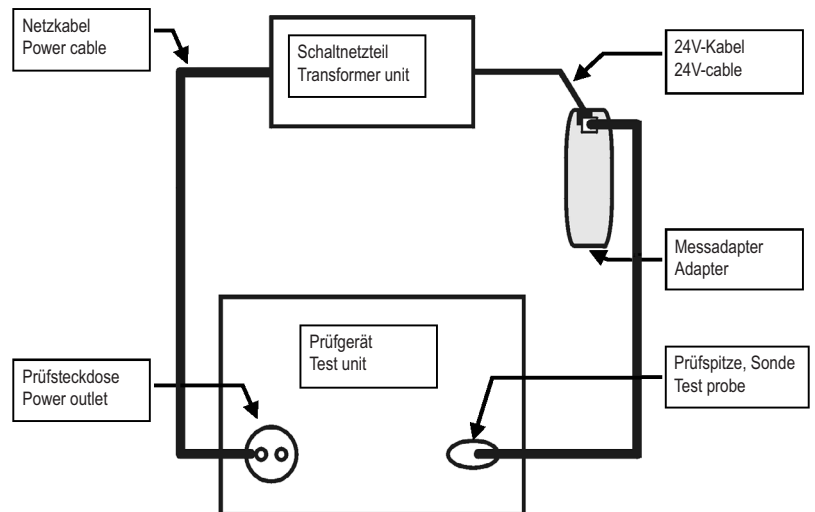 Netzkabel
Power cable
Schaltnetzteil
Transformer unit
24V-Kabel
24V-cable
Messadapter
Adapter
Prüfgerät
Test unit
Prüfsteckdose
Power outlet
Prüfspitze, Sonde
Test probe